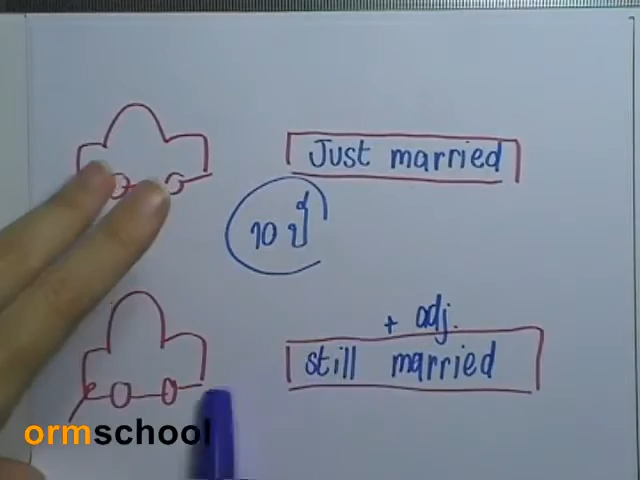 Just married
10 ปี
+ adj.
still married
ormschool